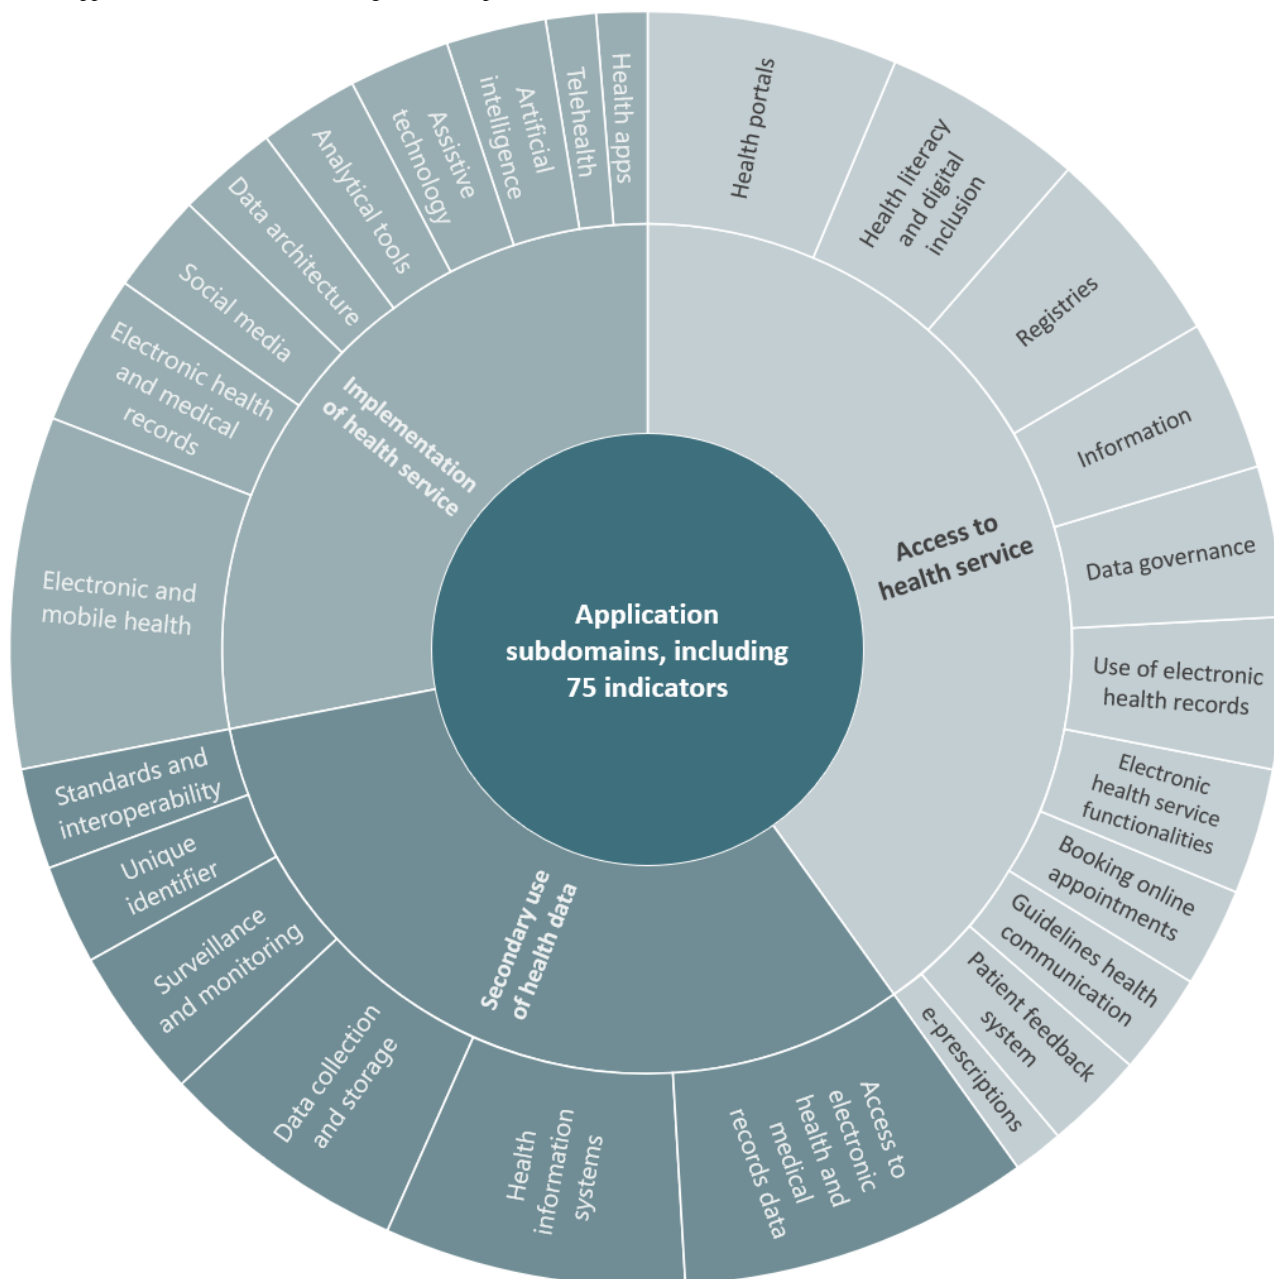 Application
subdomains, including
75 indicators
Access to
health service
Health portals
Health literacy
and digital
inclusion
Registries
Information
Data governance
Use of electronic
health records
Electronic
health service
functionalities
Booking online
appointments
Guidelines health
communication
Patient feedback
system
e-prescriptions
Secondary use
of health data
Access to
electronic
health and
medical
records data
Health
information
systems
Data collection
and storage
Surveillance
and monitoring
Unique
identifier
Standards and
interoperability
Implementation
of health service
Electronic and
mobile health
Electronic health
and medical
records
Social media
Data architecture
Analytical tools
Assistive
technology
Artificial
intelligence
Telehealth
Health apps